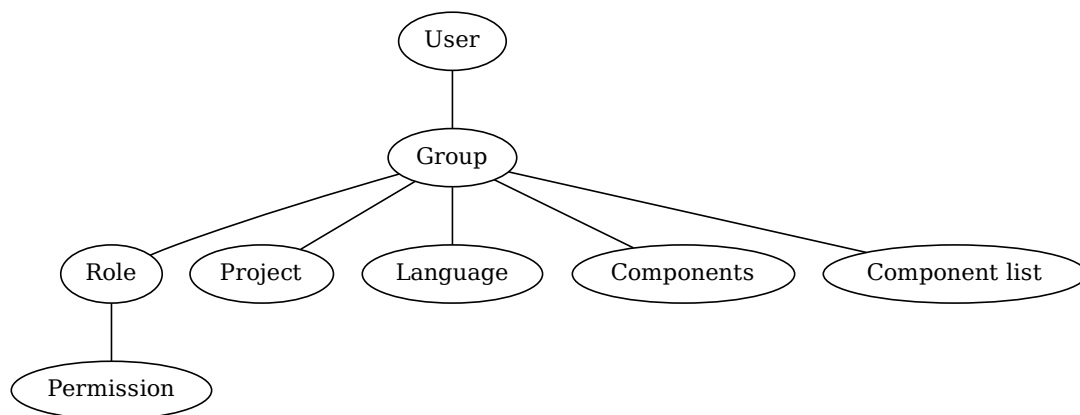 User
Group
Role
Project
Language
Components
Component list
Permission